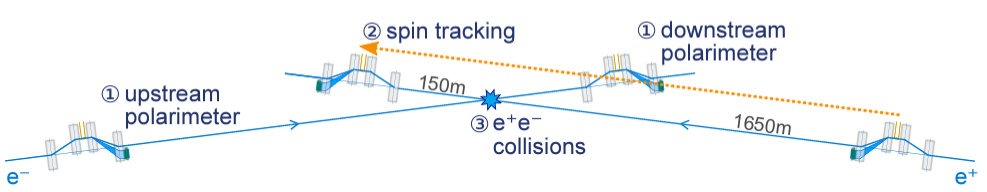 ② spin tracking
① downstream
polarimeter
① upstream
polarimeter
150m
③ e⁺e⁻
collisions
1650m
e⁻
e⁺